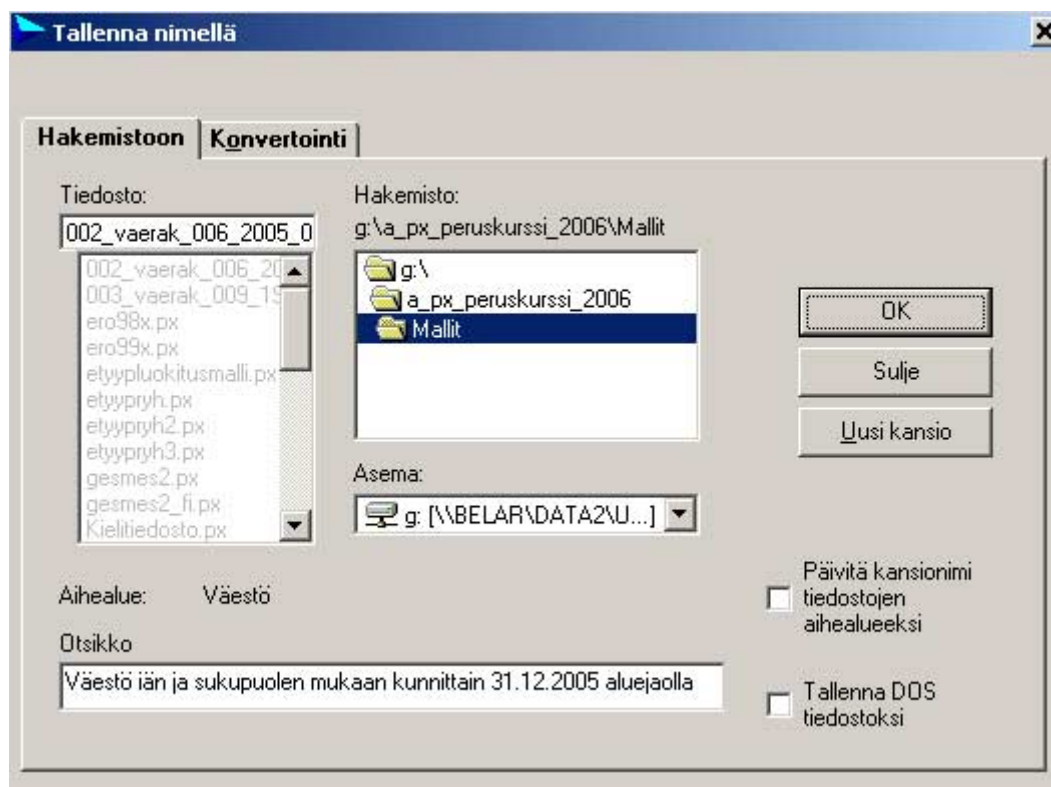 Tallenna nimellä
Hakemistoon
Konvertointi
Tiedosto:
002_vaerak_006_2005_0
002_vaerak_006_20
003_vaerak_009_19
ero98x.px
ero99x.px
etyypluokitusmalli.px
etyypryh.px
etyypryh2.px
etyypryh3.px
gesmes2.px
gesmes2_fi.px
Kielitiedosto.px
Hakemisto:
g:\a_px_peruskurssi_2006\Mallit
g:\
a_px_peruskurssi_2006
Mallit
Asema:
g: [\\BELAR\DATA2\U...]
OK
Sulje
Uusi kansio
Aihealue: Väestö
Otsikko
Väestö iän ja sukupuolen mukaan kunnittain 31.12.2005 aluejaolla
Päivitä kansionimi
tiedostojen
aihealueeksi
Tallenna DOS
tiedostoksi